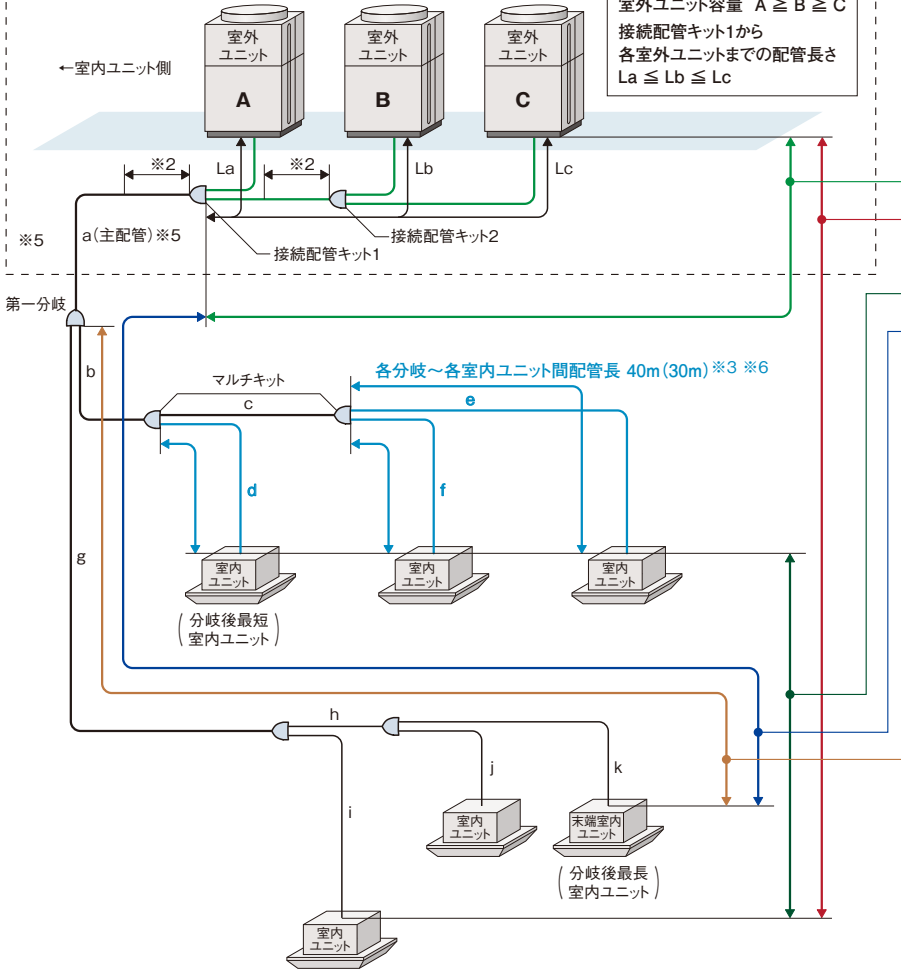 室外ユニット容量 A ≧ B ≧ C
接続配管キット1から
各室外ユニットまでの配管長さ
La ≦ Lb ≦ Lc
室外
ユニット
A
室外
ユニット
B
室外
ユニット
C
←室内ユニット側
※2
La
※2
Lb
Lc
※5
a(主配管)※5
接続配管キット1
接続配管キット2
第一分岐
b
マルチキット
c
各分岐～各室内ユニット間配管長 40m(30m)※3 ※6
e
d
f
g
室内
ユニット
(分岐後最短
室内ユニット)
室内
ユニット
室内
ユニット
h
i
j
k
室内
ユニット
末端室内
ユニット
(分岐後最長
室内ユニット)
室内
ユニット